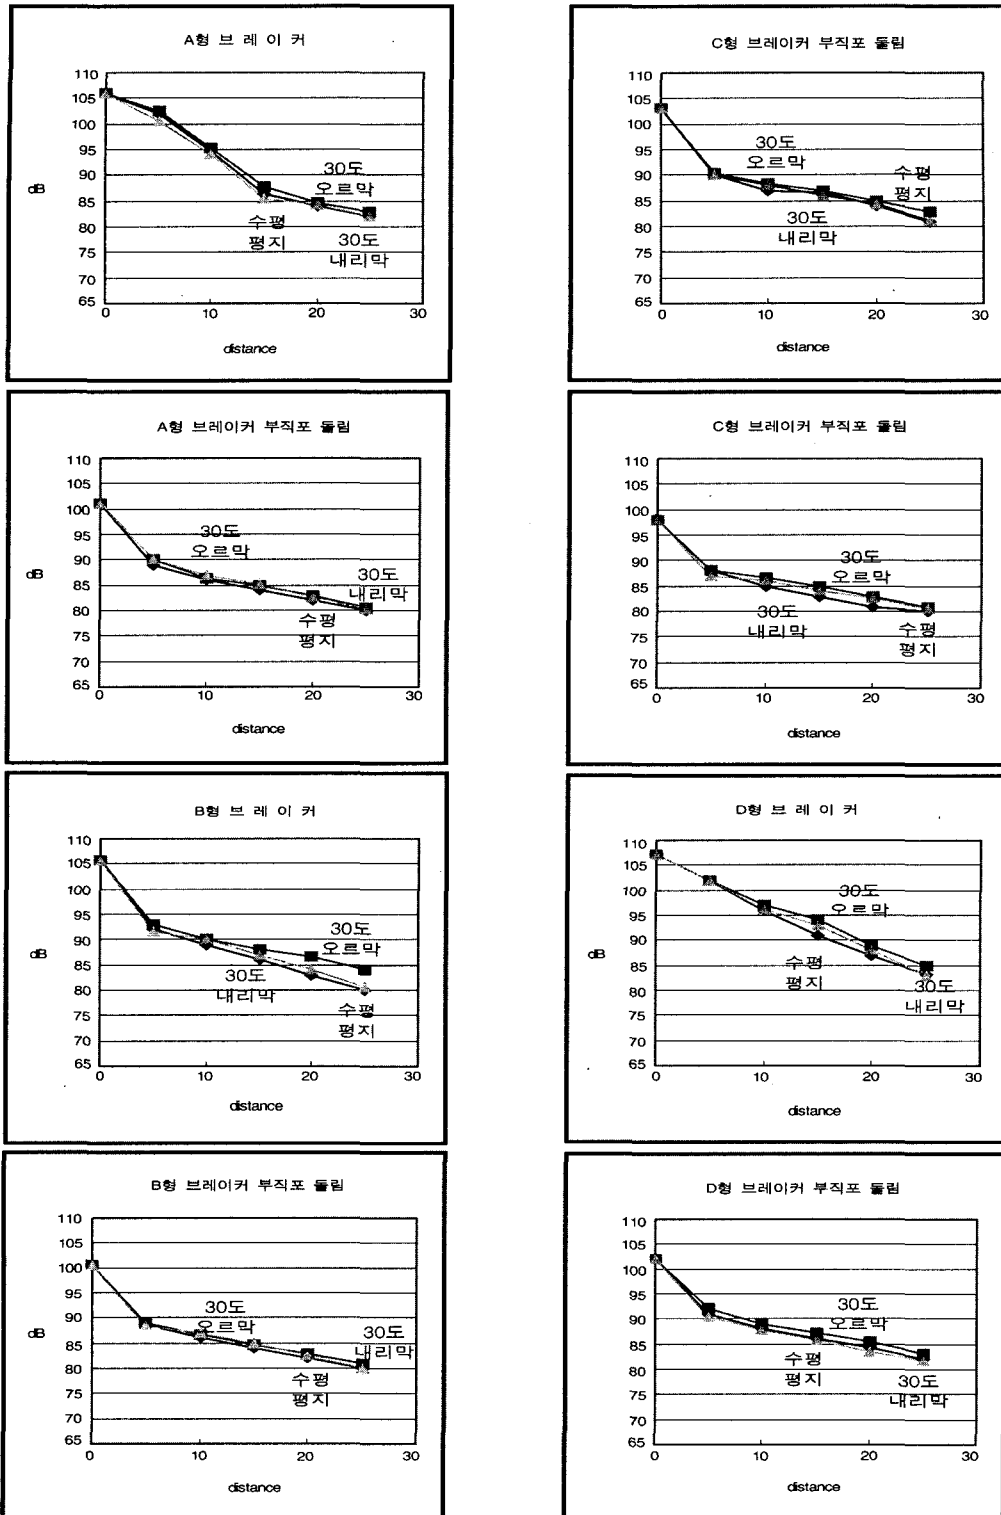 A형 브 레 이 커
110
105
100
95
90
85
80
75
70
65
dB
30도
오르막
수평
평지
30도
내리막
0
10
20
30
distance
C형 브레이커 부직포 둘림
110
105
100
95
90
85
80
75
70
65
dB
30도
오르막
수평
평지
30도
내리막
0
10
20
30
distance
A형 브레이커 부직포 둘림
110
105
100
95
90
85
80
75
70
65
dB
30도
오르막
30도
내리막
수평
평지
0
10
20
30
distance
C형 브레이커 부직포 둘림
110
105
100
95
90
85
80
75
70
65
dB
30도
오르막
30도
내리막
수평
평지
0
10
20
30
distance
B형 브 레 이 커
110
105
100
95
90
85
80
75
70
65
dB
30도
오르막
30도
내리막
수평
평지
0
10
20
30
distance
D형 브 레 이 커
110
105
100
95
90
85
80
75
70
65
dB
30도
오르막
수평
평지
30도
내리막
0
10
20
30
distance
B형 브레이커 부직포 둘림
110
105
100
95
90
85
80
75
70
65
dB
30도
오르막
30도
내리막
수평
평지
0
10
20
30
distance
D형 브레이커 부직포 둘림
110
105
100
95
90
85
80
75
70
65
dB
30도
오르막
수평
평지
30도
내리막
0
10
20
30
distance